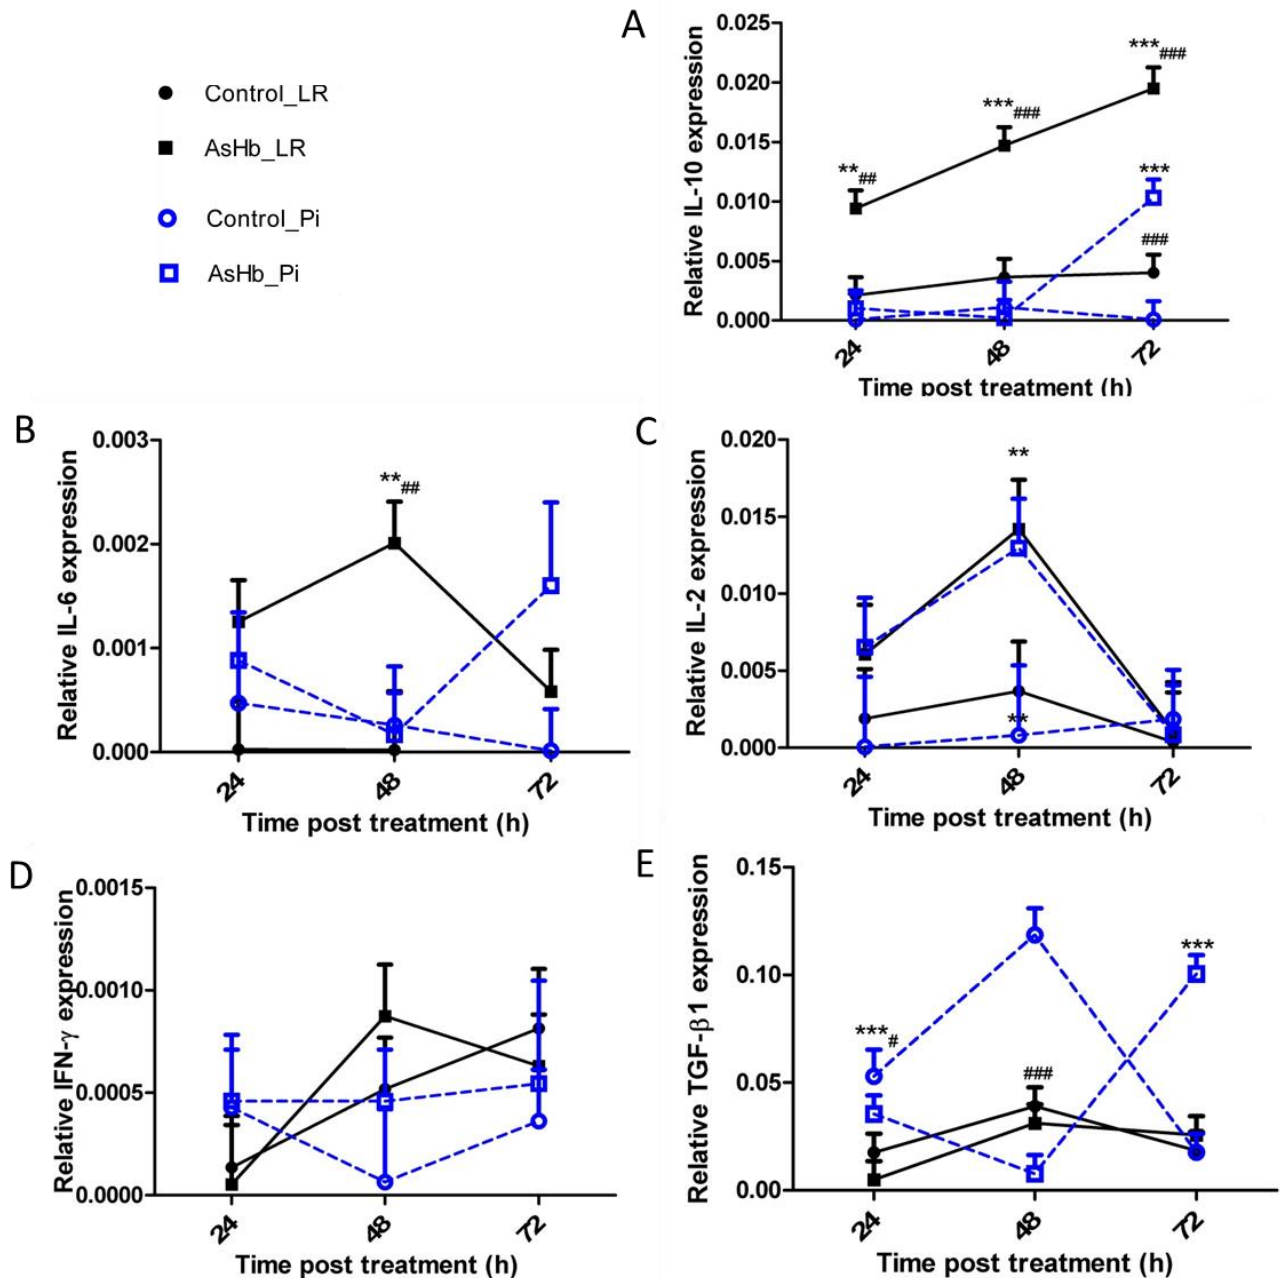 A
Control_LR
AsHb_LR
Control_Pi
AsHb_Pi
Relative IL-10 expression
0.025
0.020
0.015
0.010
0.005
0.000
**##
***###
***###
***
###
24
48
72
Time post treatment (h)
B
Relative IL-6 expression
0.003
0.002
0.001
0.000
**##
24
48
72
Time post treatment (h)
C
Relative IL-2 expression
0.020
0.015
0.010
0.005
0.000
**
**
24
48
72
Time post treatment (h)
D
Relative IFN-γ expression
0.0015
0.0010
0.0005
0.0000
24
48
72
Time post treatment (h)
E
Relative TGF-β1 expression
0.15
0.10
0.05
0.00
***#
###
***
24
48
72
Time post treatment (h)